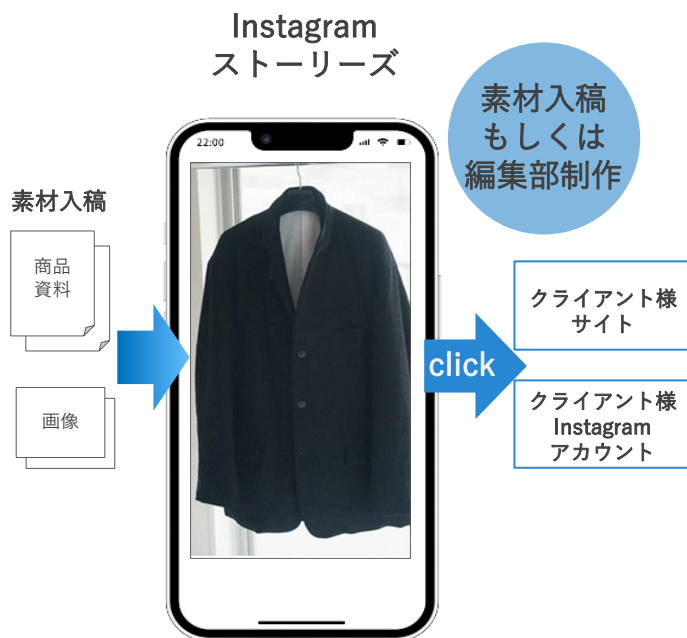 Instagram
ストーリーズ
素材入稿
もしくは
編集部制作
22:00
素材入稿
商品
資料
画像
click
クライアント様
サイト
クライアント様
Instagram
アカウント